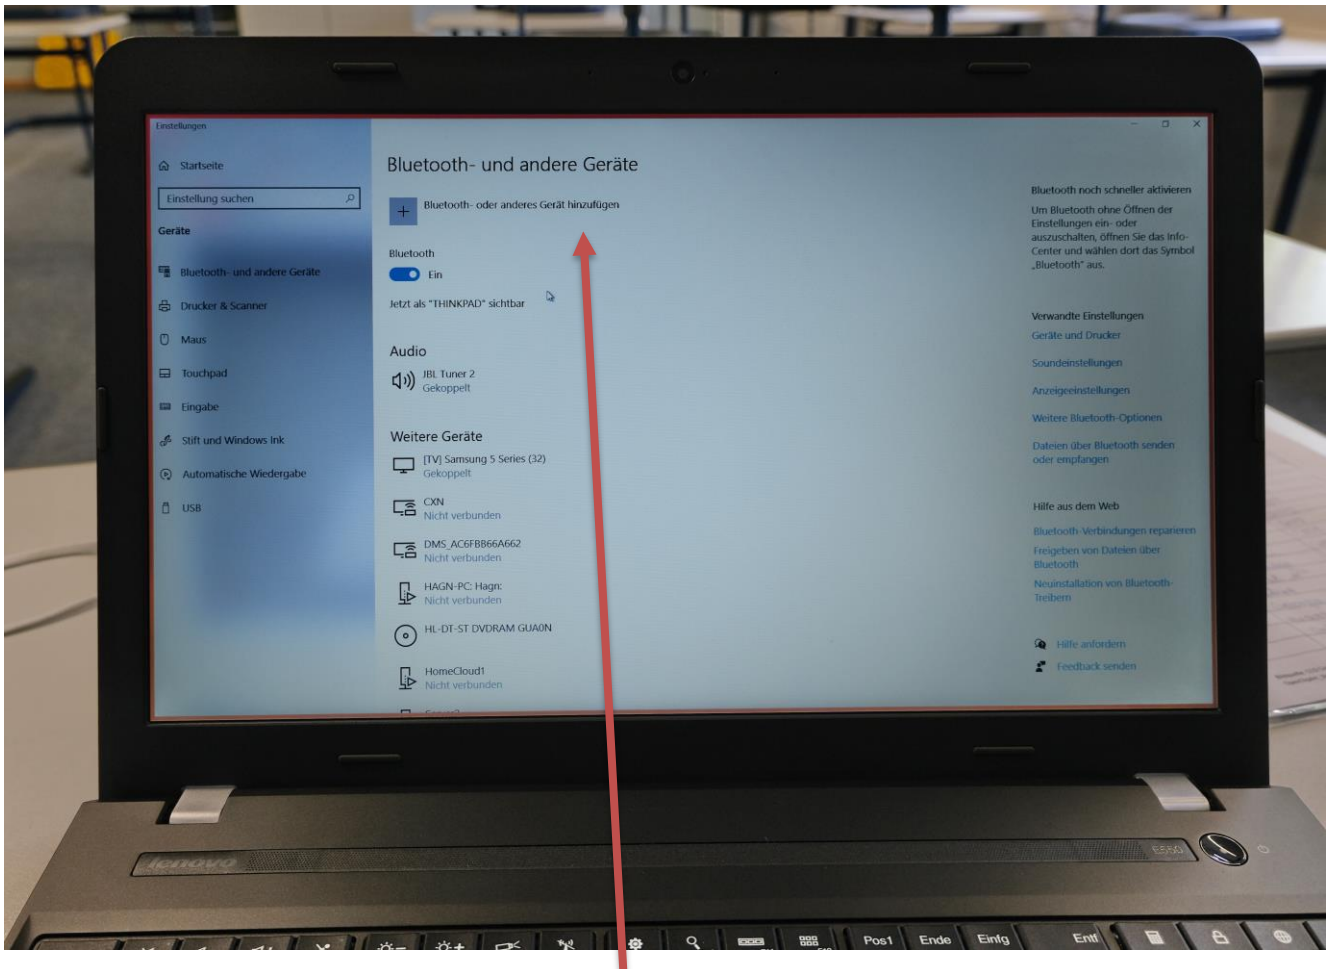 Einstellungen
Startseite
Einstellung suchen
Geräte
Bluetooth- und andere Geräte
Drucker & Scanner
Maus
Touchpad
Eingabe
Stift und Windows Ink
Automatische Wiedergabe
USB
Bluetooth- und andere Geräte
Bluetooth- oder anderes Gerät hinzufügen
Bluetooth
Ein
Jetzt als "THINKPAD" sichtbar
Audio
JBL Tuner 2
Gekoppelt
Weitere Geräte
[TV] Samsung 5 Series (32)
Gekoppelt
CXN
Nicht verbunden
DMS_AC6FBB66A662
Nicht verbunden
HAGN-PC: Hagn:
Nicht verbunden
HL-DT-ST DVDRAM GUA0N
HomeCloud1
Nicht verbunden
Bluetooth noch schneller aktivieren
Um Bluetooth ohne Öffnen der
Einstellungen ein- oder
auszuschalten, öffnen Sie das Info-
Center und wählen dort das Symbol
„Bluetooth" aus.
Verwandte Einstellungen
Geräte und Drucker
Soundeinstellungen
Anzeigeeinstellungen
Weitere Bluetooth-Optionen
Dateien über Bluetooth senden
oder empfangen
Hilfe aus dem Web
Bluetooth-Verbindungen reparieren
Freigeben von Dateien über
Bluetooth
Neuinstallation von Bluetooth-
Treibern
Hilfe anfordern
Feedback senden
lenovo
E560
Pos1 Ende Einfg Entf